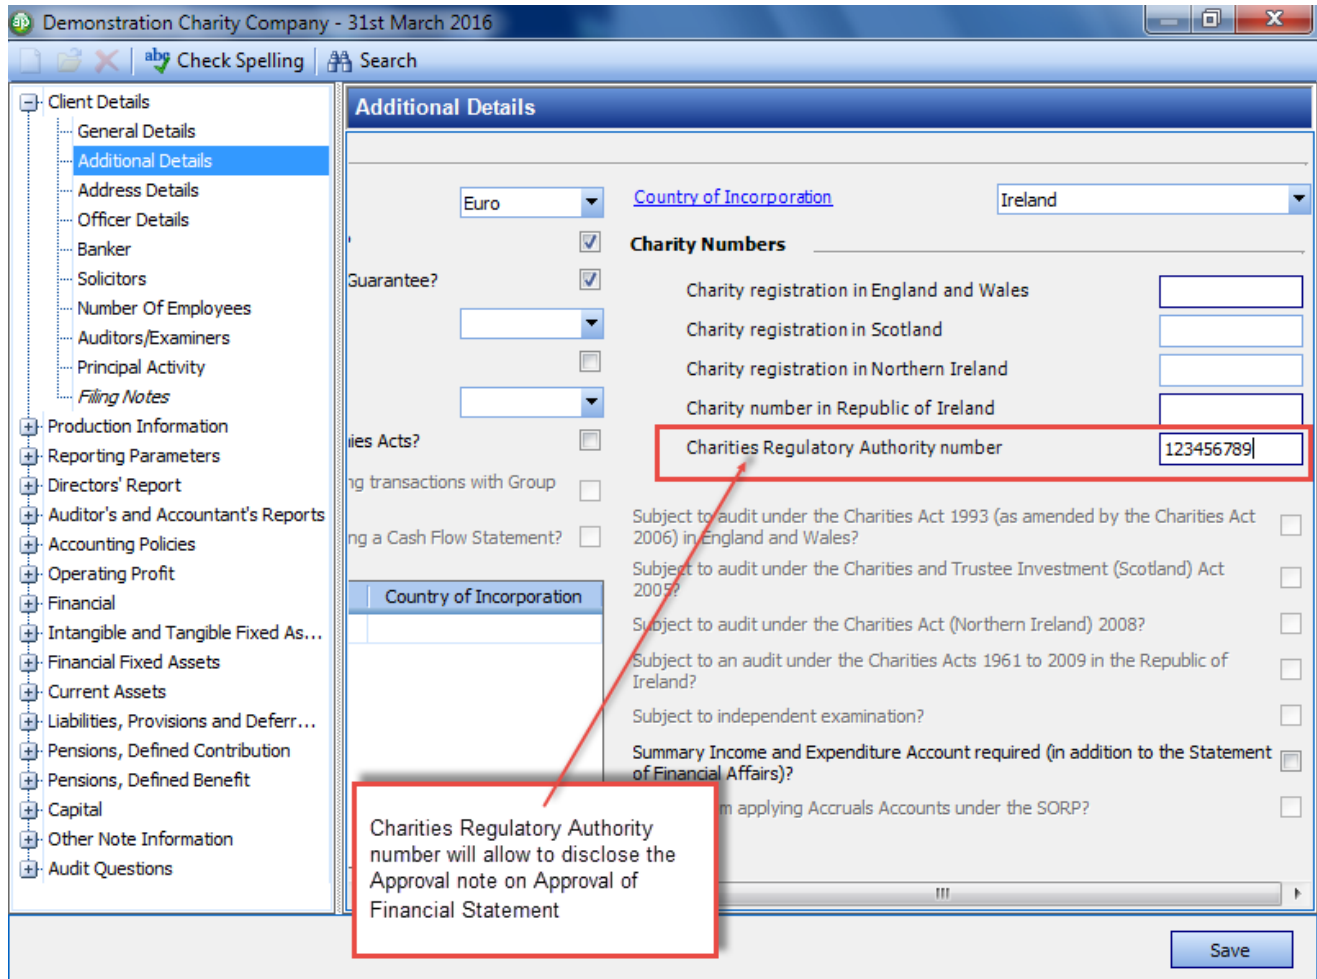 Demonstration Charity Company - 31st March 2016
abc Check Spelling Search
Client Details
General Details
Additional Details
Address Details
Officer Details
Banker
Solicitors
Number Of Employees
Auditors/Examiners
Principal Activity
Filing Notes
Production Information
Reporting Parameters
Directors' Report
Auditor's and Accountant's Reports
Accounting Policies
Operating Profit
Financial
Intangible and Tangible Fixed As...
Financial Fixed Assets
Current Assets
Liabilities, Provisions and Deferr...
Pensions, Defined Contribution
Pensions, Defined Benefit
Capital
Other Note Information
Audit Questions
Additional Details
Euro
Guarantee?
ies Acts?
ng transactions with Group
ng a Cash Flow Statement?
Country of Incorporation
Country of Incorporation Ireland
Charity Numbers
Charity registration in England and Wales
Charity registration in Scotland
Charity registration in Northern Ireland
Charity number in Republic of Ireland
Charities Regulatory Authority number 123456789
Subject to audit under the Charities Act 1993 (as amended by the Charities Act
2006) in England and Wales?
Subject to audit under the Charities and Trustee Investment (Scotland) Act
2005?
Subject to audit under the Charities Act (Northern Ireland) 2008?
Subject to an audit under the Charities Acts 1961 to 2009 in the Republic of
Ireland?
Subject to independent examination?
Summary Income and Expenditure Account required (in addition to the Statement
of Financial Affairs)?
m applying Accruals Accounts under the SORP?
Charities Regulatory Authority
number will allow to disclose the
Approval note on Approval of
Financial Statement
Save